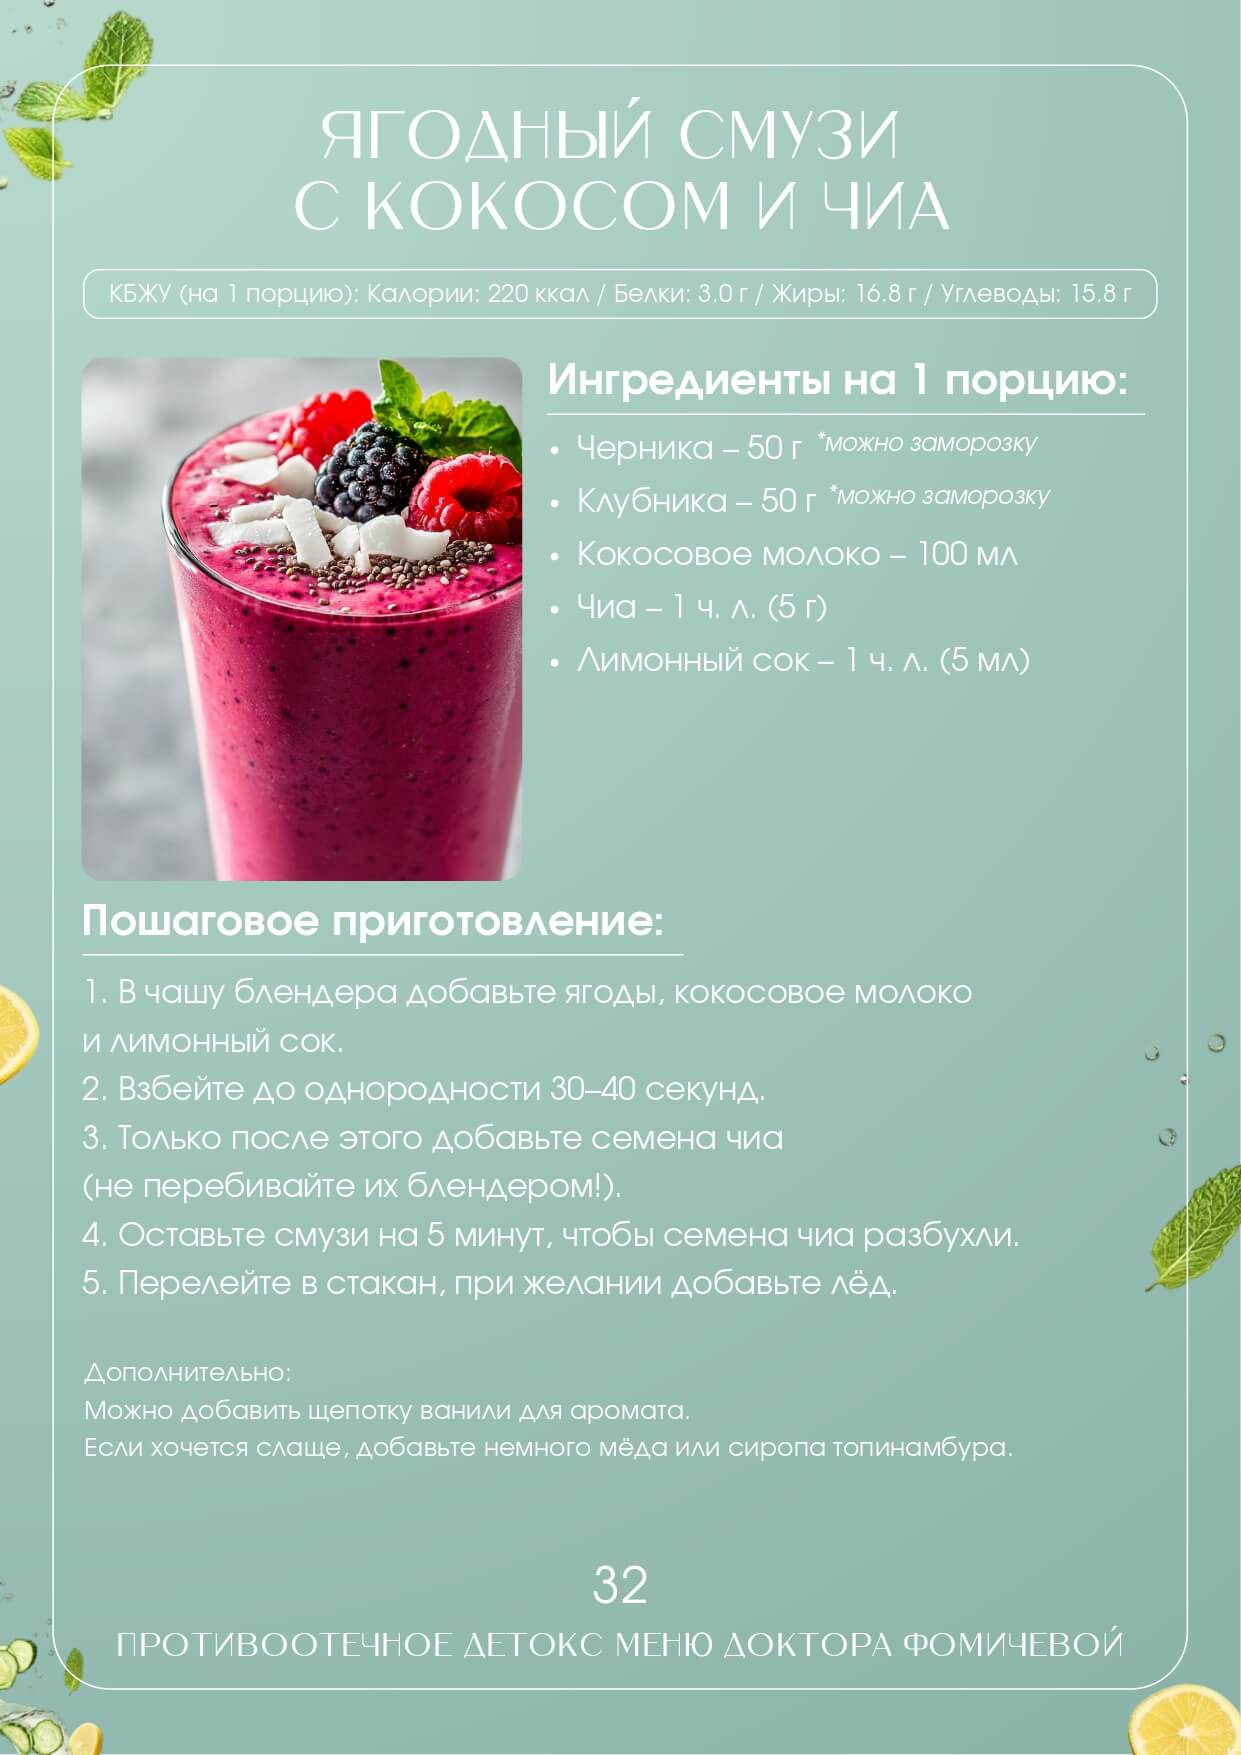 ЯГОДНЫЙ СМУЗИ
С КОКОСОМ И ЧИА
КБЖУ (на 1 порцию): Калории: 220 ккал / Белки: 3.0 г / Жиры: 16.8 г / Углеводы: 15.8 г
Ингредиенты на 1 порцию:
• Черника – 50 г *можно заморозку
• Клубника – 50 г *можно заморозку
• Кокосовое молоко – 100 мл
• Чиа – 1 ч. л. (5 г)
• Лимонный сок – 1 ч. л. (5 мл)
Пошаговое приготовление:
1. В чашу блендера добавьте ягоды, кокосовое молоко
и лимонный сок.
2. Взбейте до однородности 30–40 секунд.
3. Только после этого добавьте семена чиа
(не перебивайте их блендером!).
4. Оставьте смузи на 5 минут, чтобы семена чиа разбухли.
5. Перелейте в стакан, при желании добавьте лёд.
Дополнительно:
Можно добавить щепотку ванили для аромата.
Если хочется слаще, добавьте немного мёда или сиропа топинамбура.
32
ПРОТИВООТЕЧНОЕ ДЕТОКС МЕНЮ ДОКТОРА ФОМИЧЕВОЙ